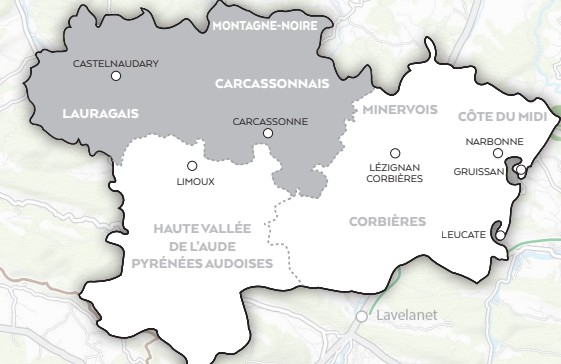 MONTAGNE-NOIRE
CASTELNAUDARY
CARCASSONNAIS
LAURAGAIS
MINERVOIS
CÔTE DU MIDI
CARCASSONNE
NARBONNE
LÉZIGNAN
CORBIÈRES
GRUISSAN
LIMOUX
CORBIÈRES
HAUTE VALLÉE
DE L'AUDE
PYRÉNÉES AUDOISES
LEUCATE
Lavelanet